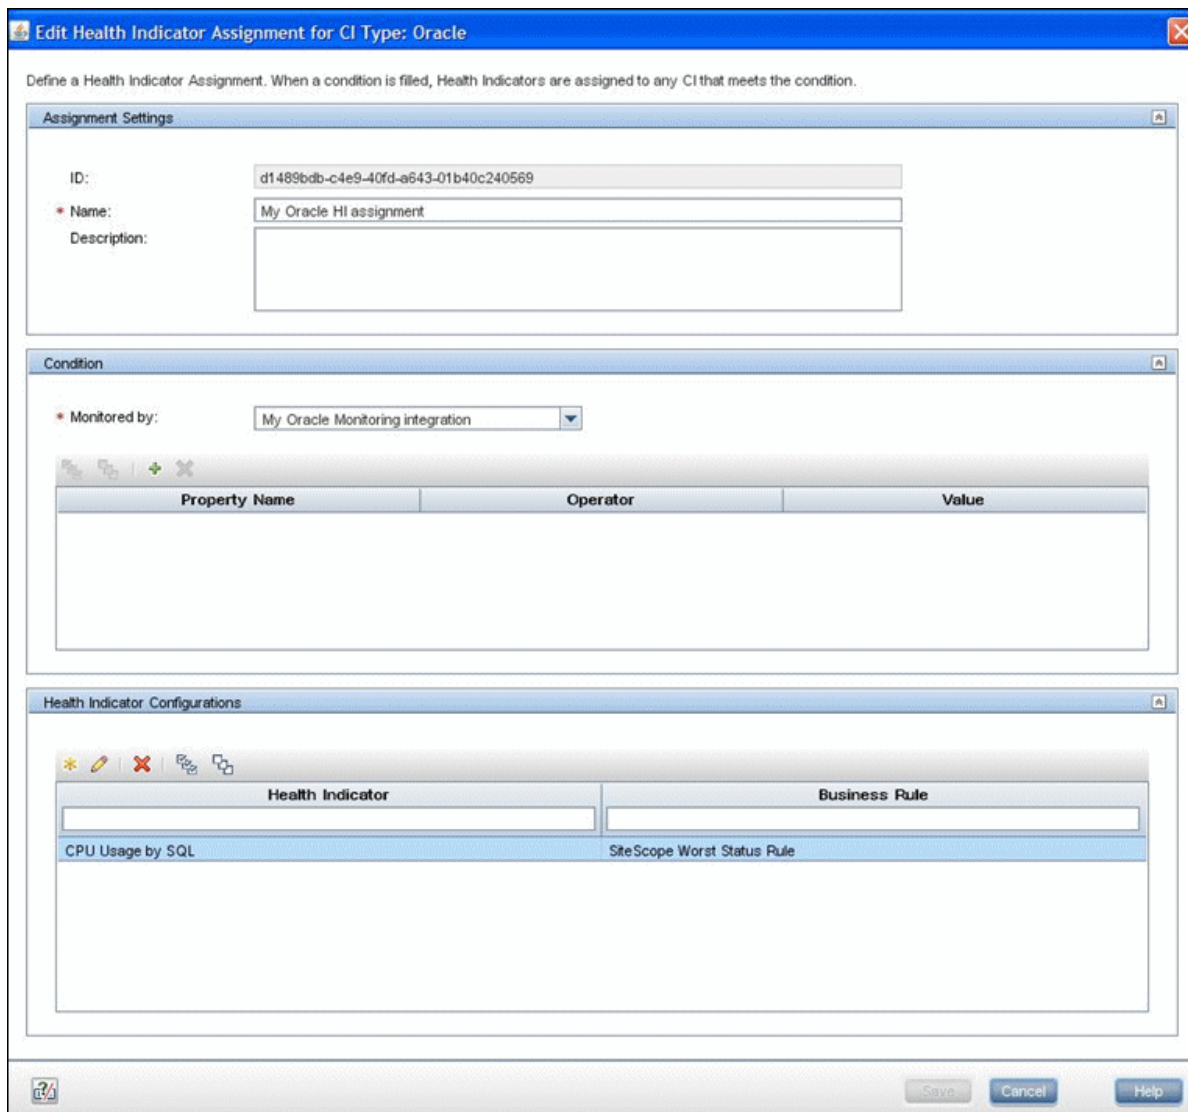 Edit Health Indicator Assignment for CI Type: Oracle
Define a Health Indicator Assignment. When a condition is filled, Health Indicators are assigned to any CI that meets the condition.
Assignment Settings
ID: d1489bdb-c4e9-40fd-a643-01b40c240569
* Name: My Oracle HI assignment
Description:
Condition
* Monitored by: My Oracle Monitoring integration
Property Name Operator Value
Health Indicator Configurations
Health Indicator Business Rule
CPU Usage by SQL SiteScope Worst Status Rule
Save Cancel Help